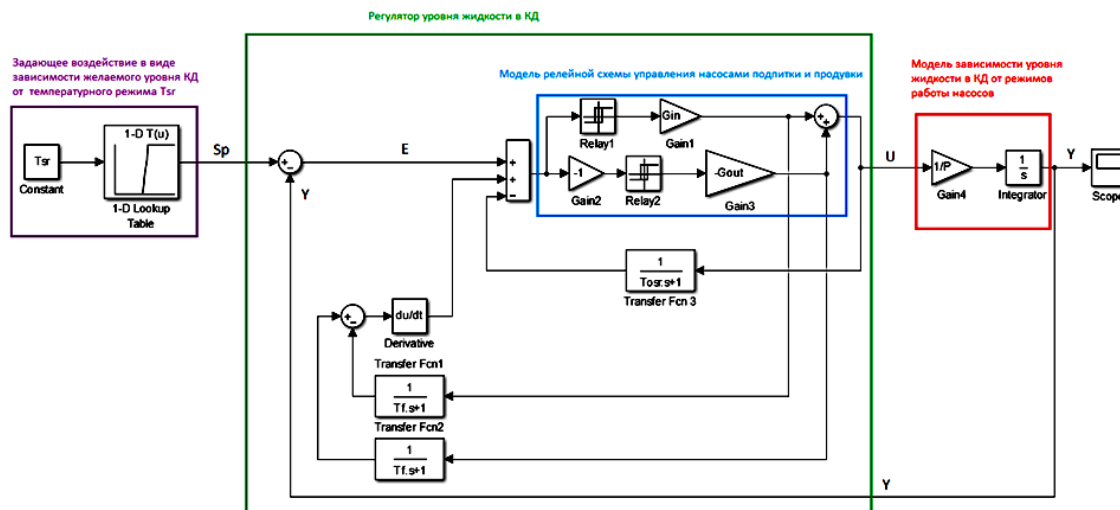 Регулятор уровня жидкости в КД
Задающее воздействие в виде
зависимости желаемого уровня КД
от температурного режима Tsr
Модель релейной схемы управления насосами подпитки и продувки
Модель зависимости уровня
жидкости в КД от режимов
работы насосов
1-D T(u)
Tsr
Constant
1-D Lookup
Table
Sp
Y
E
Relay1
Gin
Gain1
-1
Gain2
Relay2
-Gout
Gain3
U
1/P
Gain4
1
s
Integrator
Y
Scope
1
Tosr.s+1
Transfer Fcn 3
du/dt
Derivative
Transfer Fcn1
1
Tf.s+1
Transfer Fcn2
1
Tf.s+1
Y